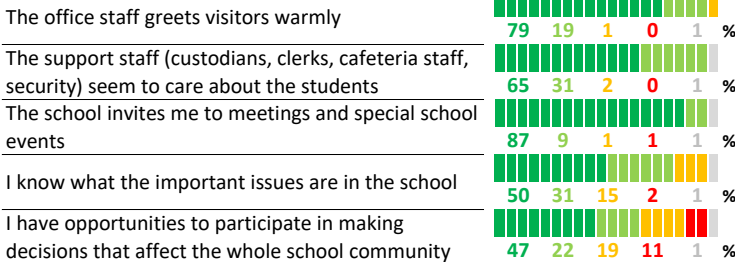 The office staff greets visitors warmly
79 19 1 0 1 %
The support staff (custodians, clerks, cafeteria staff,
security) seem to care about the students
65 31 2 0 1 %
The school invites me to meetings and special school
events
87 9 1 1 1 %
I know what the important issues are in the school
50 31 15 2 1 %
I have opportunities to participate in making
decisions that affect the whole school community
47 22 19 11 1 %